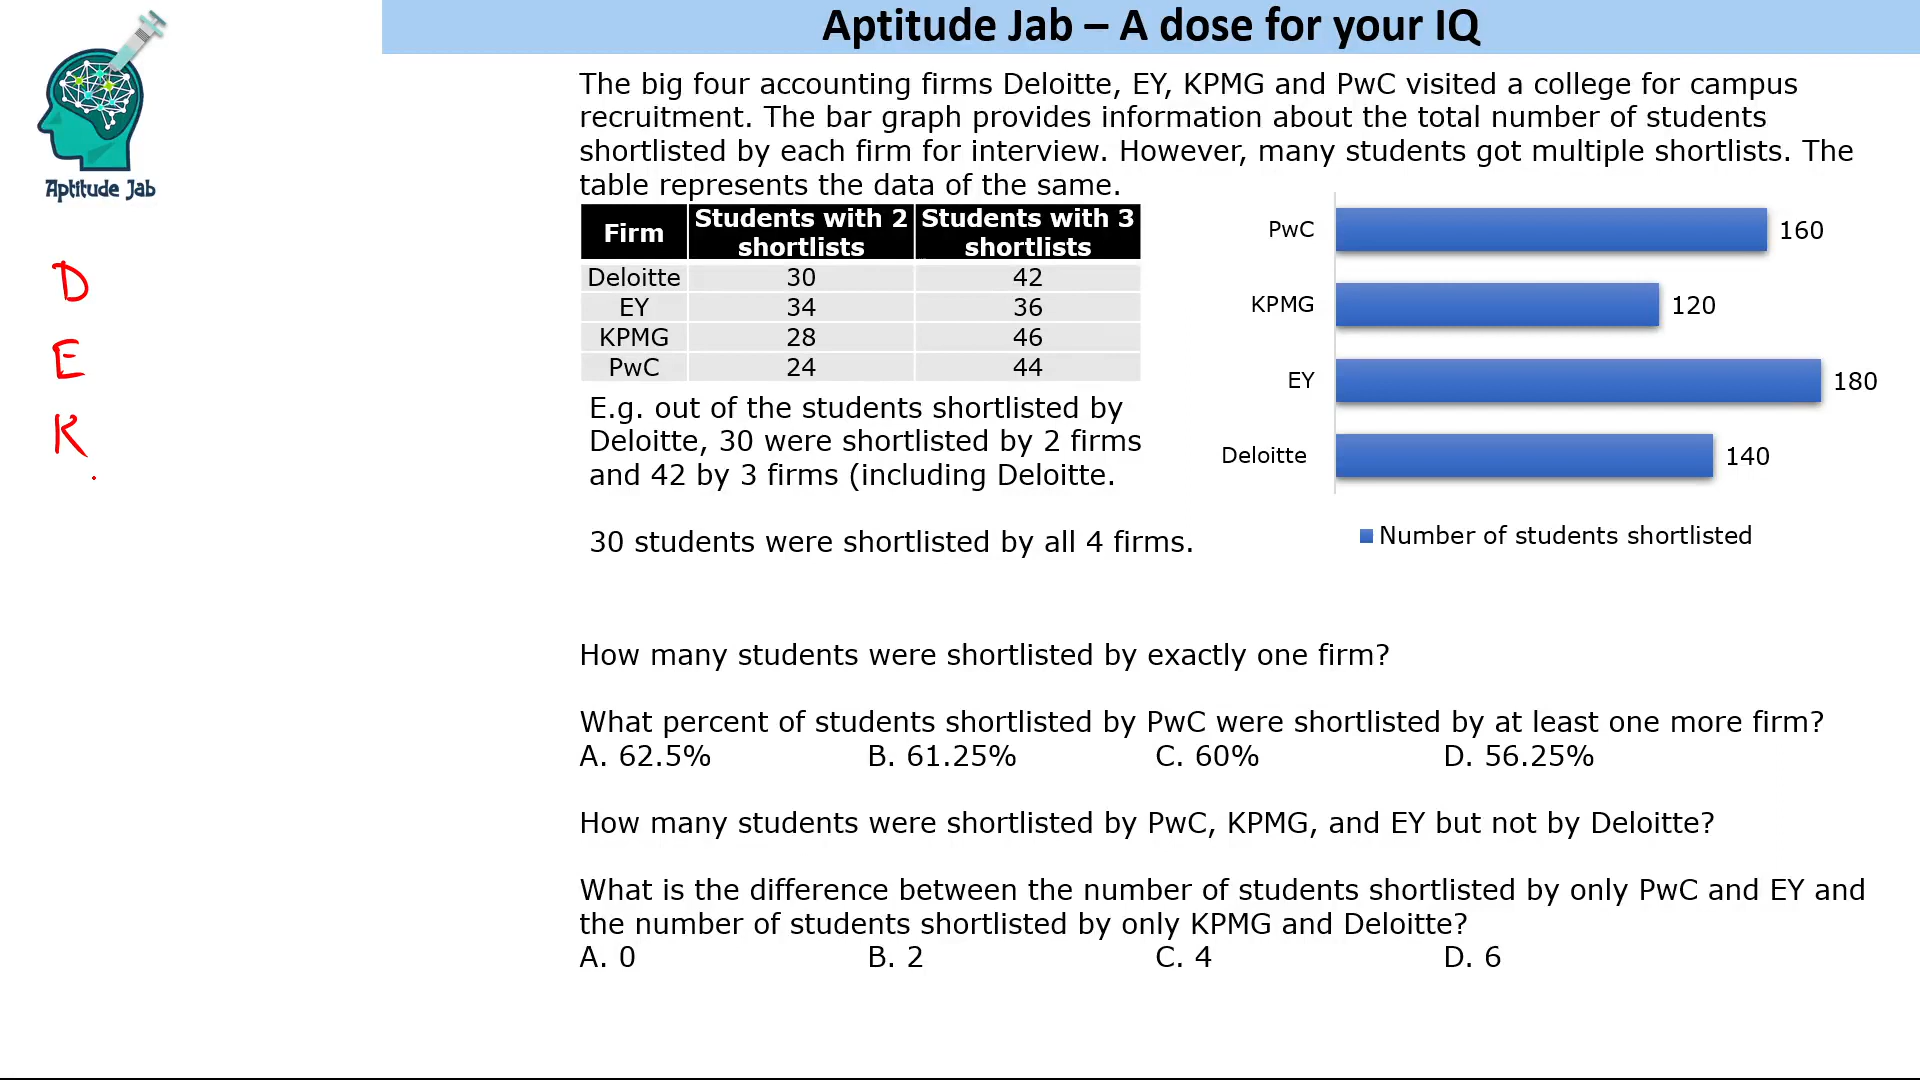 Aptitude Jab – A dose for your IQ
Aptitude Jab
The big four accounting firms Deloitte, EY, KPMG and PwC visited a college for campus
recruitment. The bar graph provides information about the total number of students
shortlisted by each firm for interview. However, many students got multiple shortlists. The
table represents the data of the same.
Firm Students with 2 shortlists Students with 3 shortlists
Deloitte 30 42
EY 34 36
KPMG 28 46
PwC 24 44
PwC 160
KPMG 120
EY 180
Deloitte 140
Number of students shortlisted
D
E
K
E.g. out of the students shortlisted by
Deloitte, 30 were shortlisted by 2 firms
and 42 by 3 firms (including Deloitte.
30 students were shortlisted by all 4 firms.
How many students were shortlisted by exactly one firm?
What percent of students shortlisted by PwC were shortlisted by at least one more firm?
A. 62.5% B. 61.25% C. 60% D. 56.25%
How many students were shortlisted by PwC, KPMG, and EY but not by Deloitte?
What is the difference between the number of students shortlisted by only PwC and EY and
the number of students shortlisted by only KPMG and Deloitte?
A. 0 B. 2 C. 4 D. 6